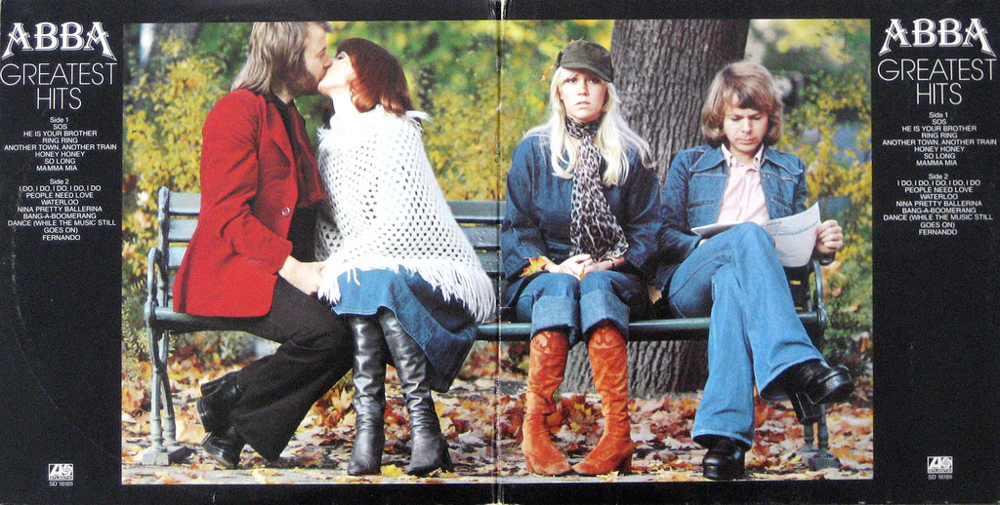 ABBA
GREATEST
HITS
Side 1
SOS
HE IS YOUR BROTHER
RING RING
ANOTHER TOWN, ANOTHER TRAIN
HONEY HONEY
SO LONG
MAMMA MIA
Side 2
I DO, I DO, I DO, I DO, I DO
PEOPLE NEED LOVE
WATERLOO
NINA PRETTY BALLERINA
BANG-A-BOOMERANG
DANCE (WHILE THE MUSIC STILL
GOES ON)
FERNANDO
SD 18189
ABBA
GREATEST
HITS
Side 1
SOS
HE IS YOUR BROTHER
RING RING
ANOTHER TOWN, ANOTHER TRAIN
HONEY HONEY
SO LONG
MAMMA MIA
Side 2
I DO, I DO, I DO, I DO, I DO
PEOPLE NEED LOVE
WATERLOO
NINA PRETTY BALLERINA
BANG-A-BOOMERANG
DANCE (WHILE THE MUSIC STILL
GOES ON)
FERNANDO
SD 18189